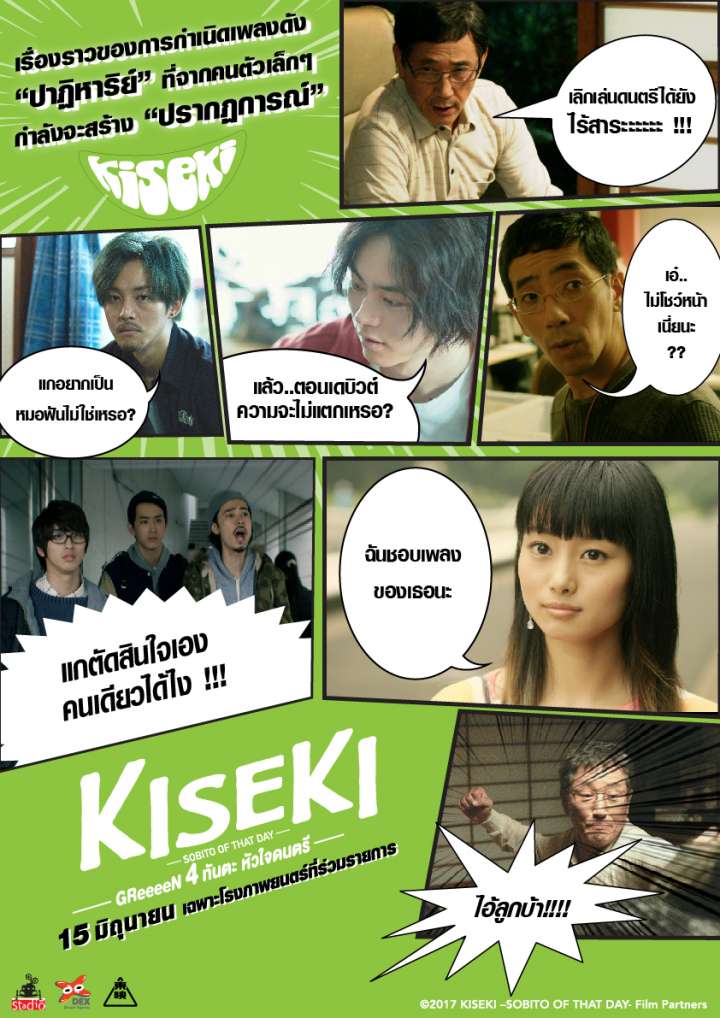 เรื่องราวของการกำเนิดเพลงดัง
“ปาฏิหาริย์” ที่จากคนตัวเล็กๆ
กำลังจะสร้าง “ปรากฏการณ์”
KISEKI
เลิกเล่นดนตรีได้ยัง
ไร้สาระะะะะะะ !!!
แกอยากเป็น
หมอฟันไม่ใช่เหรอ?
แล้ว..ตอนเดบิวต์
ความจะไม่แตกเหรอ?
เอ๋..
ไม่โชว์หน้า
เนี่ยนะ
??
แกตัดสินใจเอง
คนเดียวได้ไง !!!
ฉันชอบเพลง
ของเธอนะ
KISEKI
SOBITO OF THAT DAY
GReeeeN 4 ทันตะ หัวใจดนตรี
15 มิถุนายน เฉพาะโรงภาพยนตร์ที่ร่วมรายการ
ไอ้ลูกบ้า!!!!
Studio
DEX
東映
©2017 KISEKI –SOBITO OF THAT DAY- Film Partners